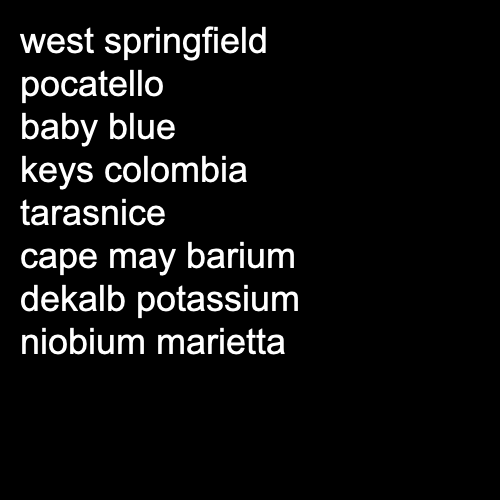 west springfield
pocatello
baby blue
keys colombia
tarasnice
cape may barium
dekalb potassium
niobium marietta